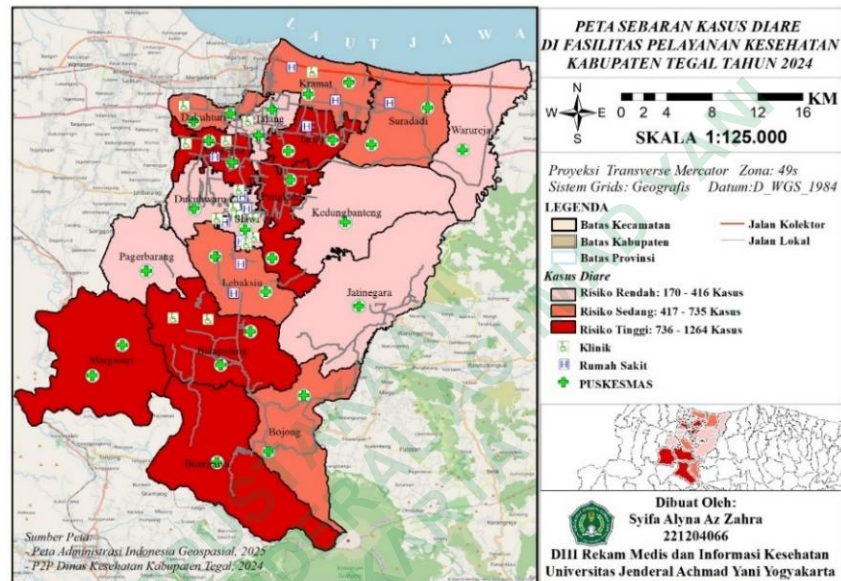 PETA SEBARAN KASUS DIARE
DI FASILITAS PELAYANAN KESEHATAN
KABUPATEN TEGAL TAHUN 2024
N
W E
S
0 2 4 8 12 16 KM
SKALA 1:125.000
Proyeksi Transverse Mercator Zona: 49s
Sistem Grids: Geografis Datum:D_WGS_1984
LEGENDA
Batas Kecamatan
Batas Kabupaten
Batas Provinsi
Jalan Kolektor
Jalan Lokal
Kasus Diare
Risiko Rendah: 170 - 416 Kasus
Risiko Sedang: 417 - 735 Kasus
Risiko Tinggi: 736 - 1264 Kasus
Klinik
Rumah Sakit
PUSKESMAS
Dibuat Oleh:
Syifa Alyna Az Zahra
221204066
DIII Rekam Medis dan Informasi Kesehatan
Universitas Jenderal Achmad Yani Yogyakarta
LAUT JAWA
Kramat
Suradadi
Warureja
Dukuhturi
Talang
Dukuhwaru
Slawi
Kedungbanteng
Pagerbarang
Lebaksiu
Jatinegara
Margasari
Bojong
Sumber Peta:
- Peta Administrasi Indonesia Geospasial, 2025
- P2P Dinas Kesehatan Kabupaten Tegal, 2024